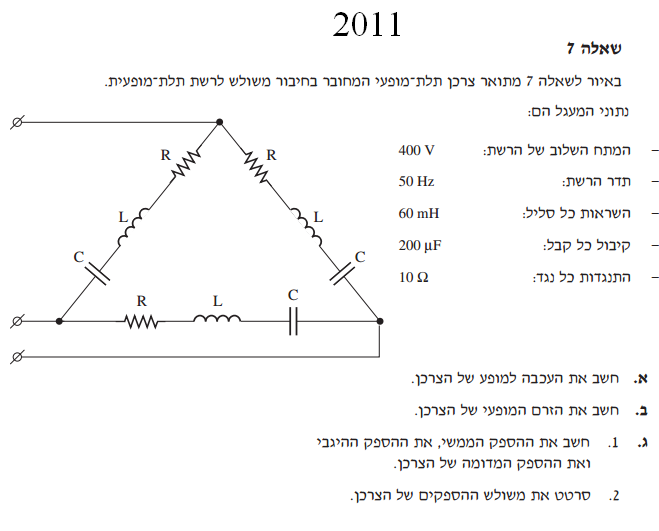 2011
שאלה 7
באיור לשאלה 7 מתואר צרכן תלת-מופעי המחובר בחיבור משולש לרשת תלת-מופעית.
נתוני המעגל הם:
– המתח השלוב של הרשת: 400 V
– תדר הרשת: 50 Hz
– השראות כל סליל: 60 mH
– קיבול כל קבל: 200 μF
– התנגדות כל נגד: 10 Ω
R R
L L
C C
R L C
א. חשב את העכבה למופע של הצרכן.
ב. חשב את הזרם המופעי של הצרכן.
ג. 1. חשב את ההספק הממשי, את ההספק ההיגבי
ואת ההספק המדומה של הצרכן.
2. סרטט את משולש ההספקים של הצרכן.